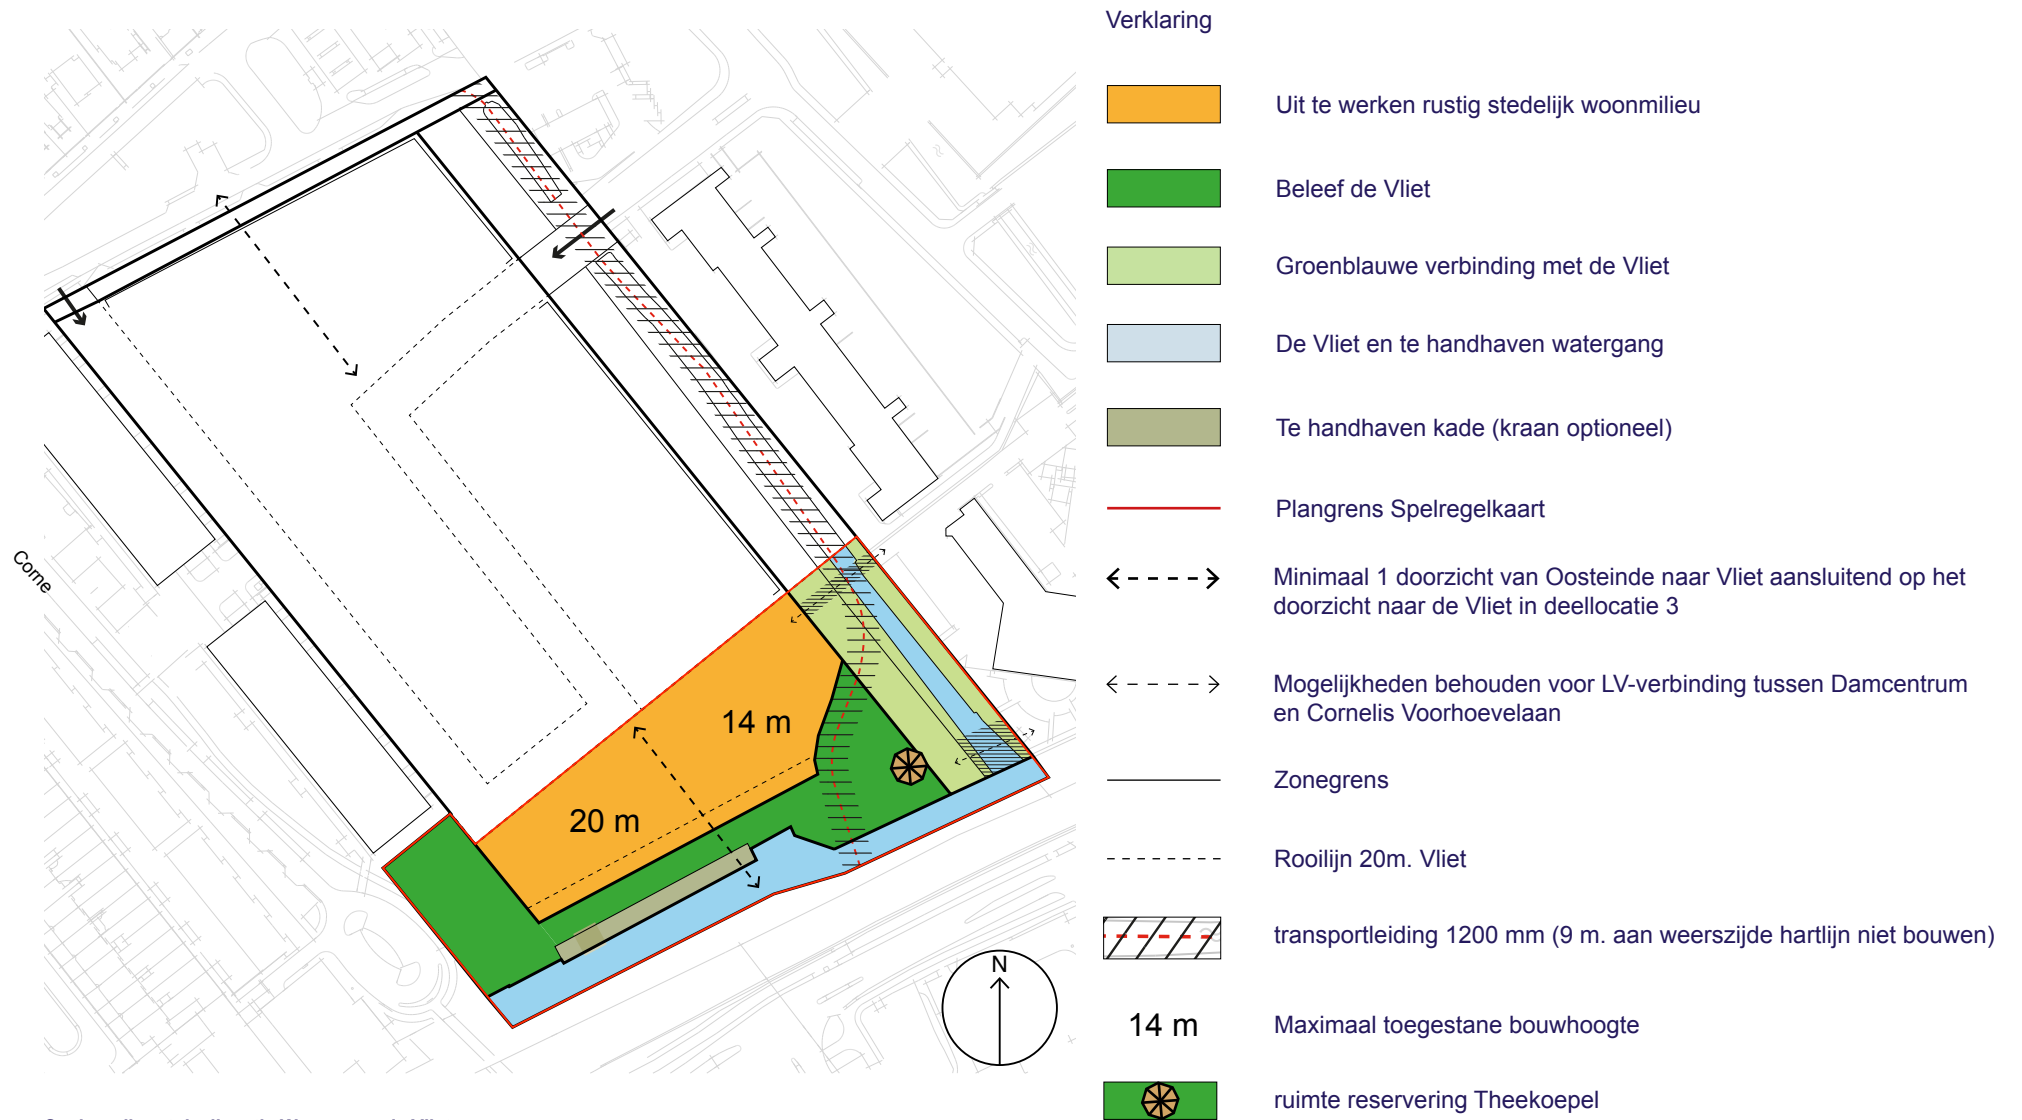 Verklaring
Uit te werken rustig stedelijk woonmilieu
Beleef de Vliet
Groenblauwe verbinding met de Vliet
De Vliet en te handhaven watergang
Te handhaven kade (kraan optioneel)
Plangrens Spelregelkaart
Minimaal 1 doorzicht van Oosteinde naar Vliet aansluitend op het
doorzicht naar de Vliet in deellocatie 3
Mogelijkheden behouden voor LV-verbinding tussen Damcentrum
en Cornelis Voorhoevelaan
Zonegrens
Rooilijn 20m. Vliet
transportleiding 1200 mm (9 m. aan weerszijde hartlijn niet bouwen)
14 m
Maximaal toegestane bouwhoogte
ruimte reservering Theekoepel
Corne
14 m
20 m
N